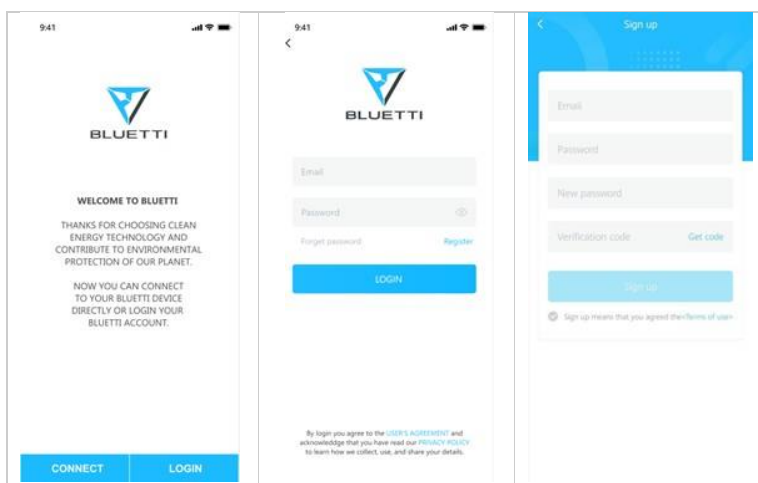 9:41
BLUETTI
WELCOME TO BLUETTI
THANKS FOR CHOOSING CLEAN
ENERGY TECHNOLOGY AND
CONTRIBUTE TO ENVIRONMENTAL
PROTECTION OF OUR PLANET.
NOW YOU CAN CONNECT
TO YOUR BLUETTI DEVICE
DIRECTLY OR LOGIN YOUR
BLUETTI ACCOUNT.
CONNECT LOGIN
9:41
BLUETTI
Email
Password
Forget password Register
LOGIN
By login you agree to the USER'S AGREEMENT and
acknowleddge that you have read our PRIVACY POLICY
to learn how we collect, use, and share your details.
Sign up
Email
Password
New password
Verification code Get code
Sign up
Sign up means that you agreed the<Terms of use>